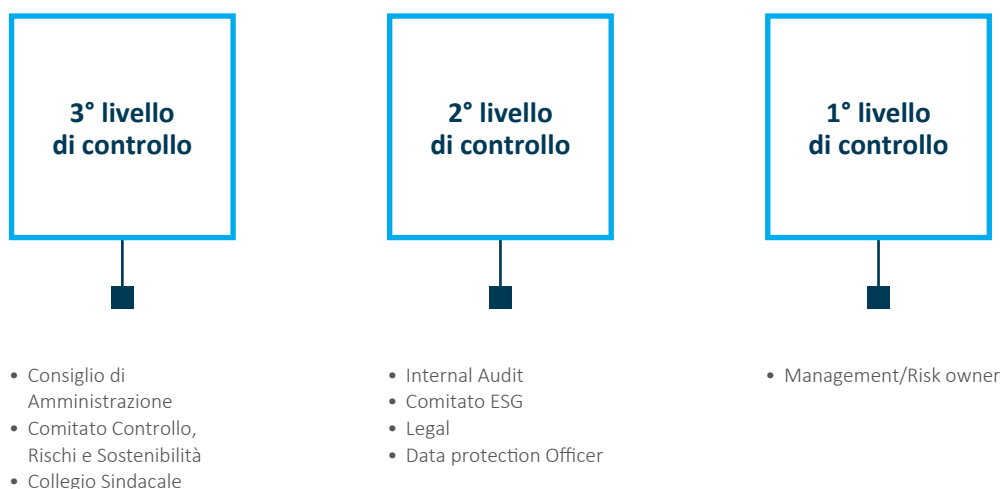 3° livello
di controllo
• Consiglio di
Amministrazione
• Comitato Controllo,
Rischi e Sostenibilità
• Collegio Sindacale
2° livello
di controllo
• Internal Audit
• Comitato ESG
• Legal
• Data protection Officer
1° livello
di controllo
• Management/Risk owner